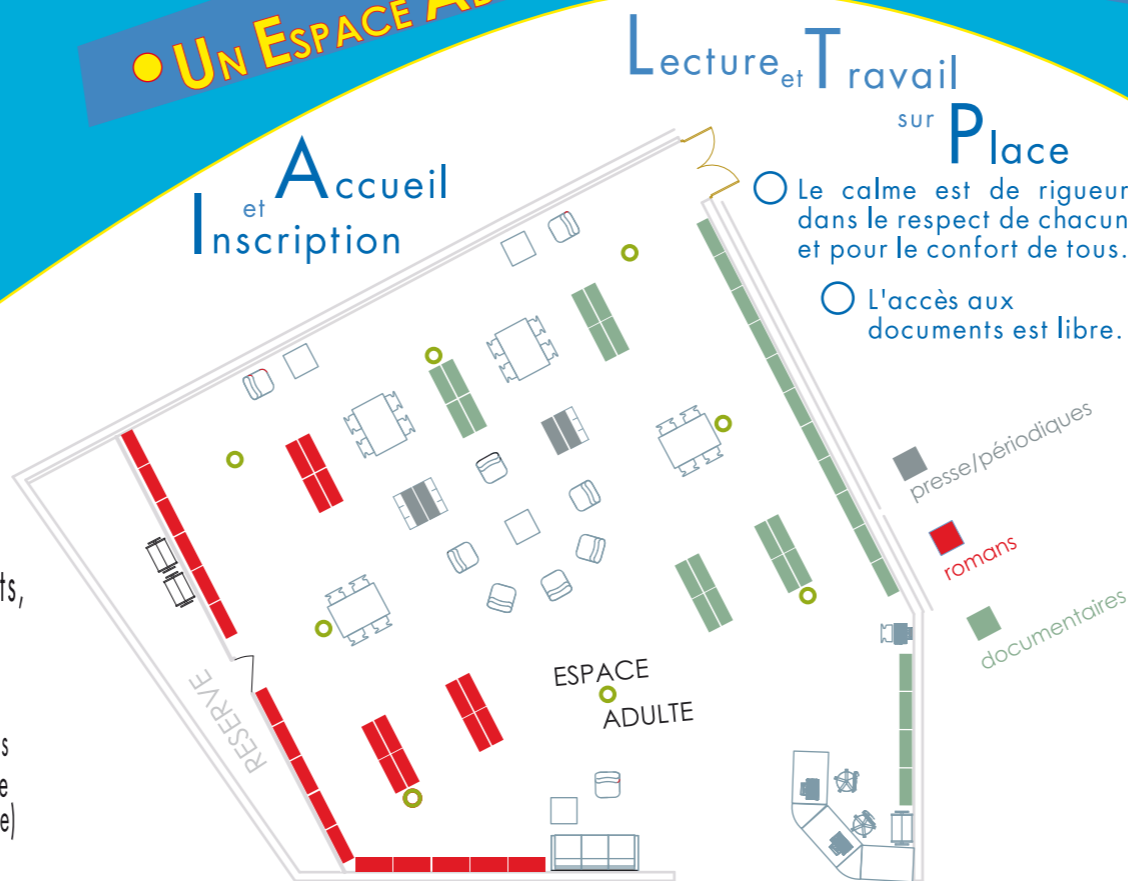 ● UN ESPACE
Lecture et Travail
sur Place
Accueil
et
Inscription
Le calme est de rigueur
dans le respect de chacun
et pour le confort de tous.
L'accès aux
documents est libre.
presse/périodiques
romans
documentaires
RESERVE
ESPACE
ADULTE